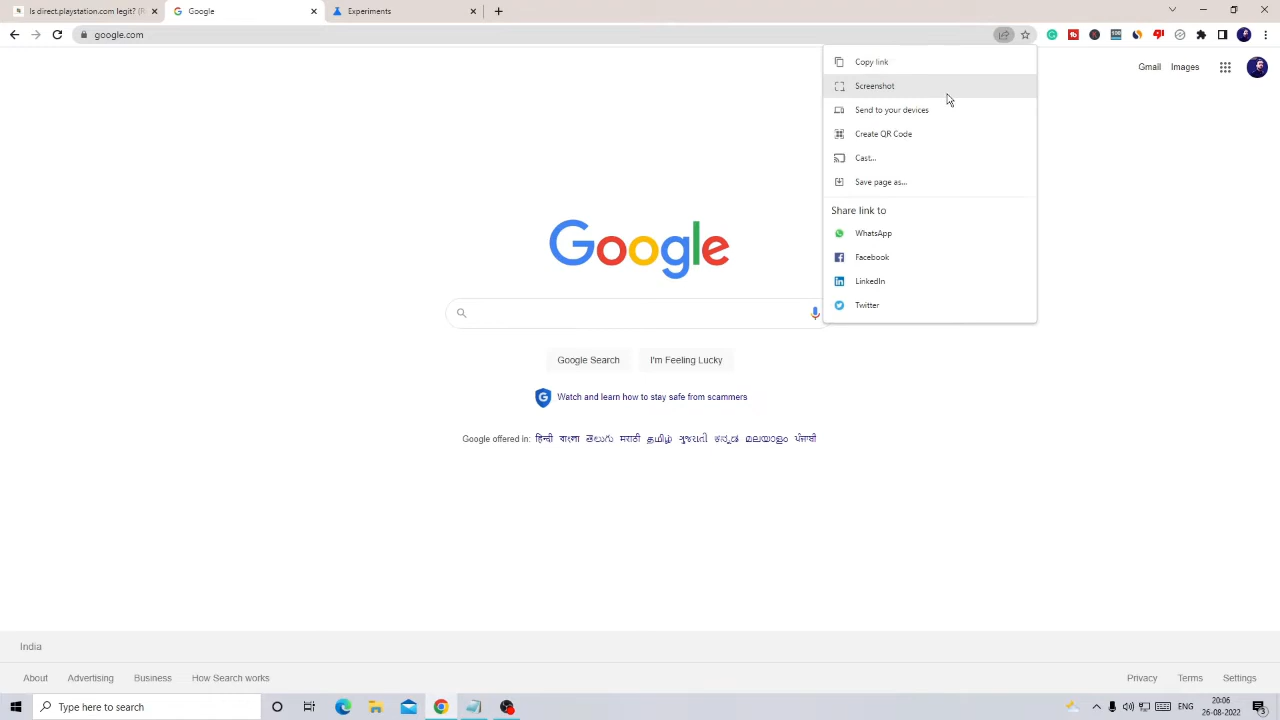 Is direct.playstation.com legit? (R
Google
Experiments
google.com
Copy link
Screenshot
Send to your devices
Create QR Code
Cast...
Save page as...
Share link to
WhatsApp
Facebook
LinkedIn
Twitter
Gmail
Images
Google
Google Search
I'm Feeling Lucky
Watch and learn how to stay safe from scammers
Google offered in: हिन्दी বাংলা తెలుగు मराठी தமிழ் ગુજરાતી ಕನ್ನಡ മലയാളം ਪੰਜਾਬੀ
India
About Advertising Business How Search works
Privacy Terms Settings
Type here to search
ENG
20:06
26-08-2022
3